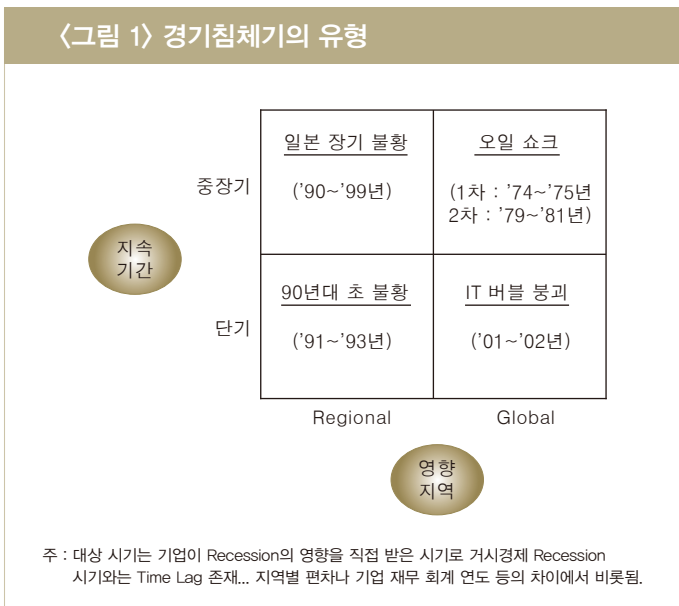 〈그림 1〉 경기침체기의 유형
일본 장기 불황
오일 쇼크
중장기
(’90~’99년)
(1차 : ’74~’75년
2차 : ’79~’81년)
지속
기간
90년대 초 불황
IT 버블 붕괴
단기
(’91~’93년)
(’01~’02년)
Regional
Global
영향
지역
주 : 대상 시기는 기업이 Recession의 영향을 직접 받은 시기로 거시경제 Recession
시기와는 Time Lag 존재... 지역별 편차나 기업 재무 회계 연도 등의 차이에서 비롯됨.